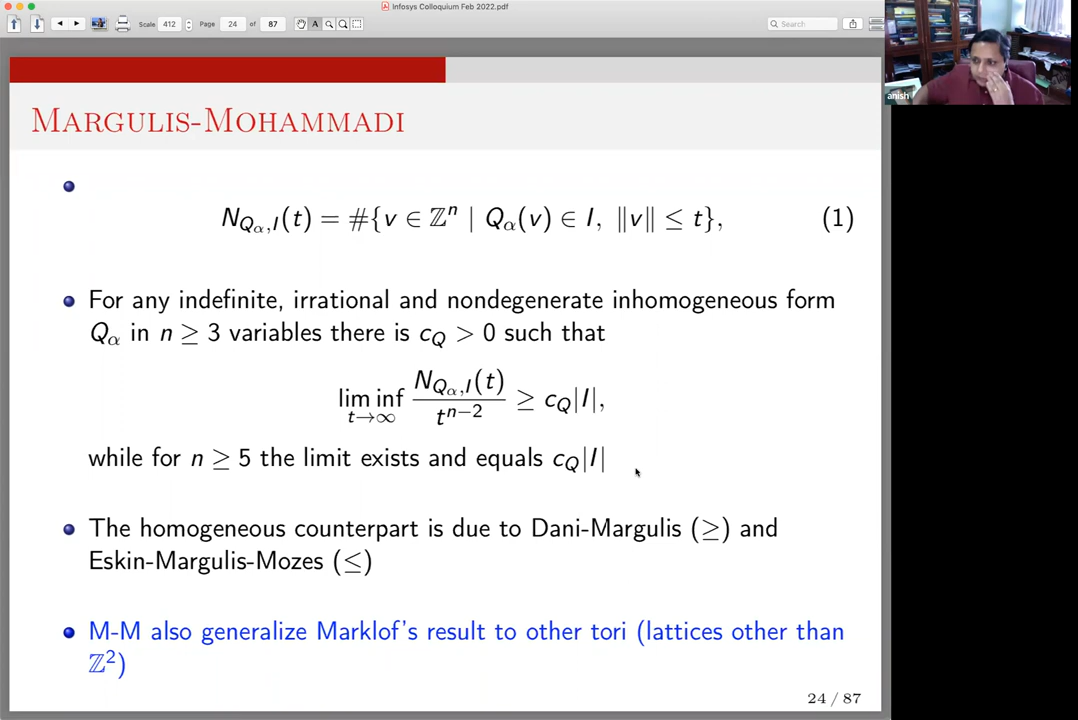 Infosys Colloquium Feb 2022.pdf
Scale 412 Page 24 of 87 A Search
anish
MARGULIS-MOHAMMADI
N_{Q_α,I}(t) = #{v ∈ ℤⁿ | Q_α(v) ∈ I, ‖v‖ ≤ t}, (1)
For any indefinite, irrational and nondegenerate inhomogeneous form
Q_α in n ≥ 3 variables there is c_Q > 0 such that
lim inf_{t→∞} N_{Q_α,I}(t) / t^{n−2} ≥ c_Q|I|,
while for n ≥ 5 the limit exists and equals c_Q|I|
The homogeneous counterpart is due to Dani-Margulis (≥) and
Eskin-Margulis-Mozes (≤)
M-M also generalize Marklof's result to other tori (lattices other than
ℤ²)
24 / 87